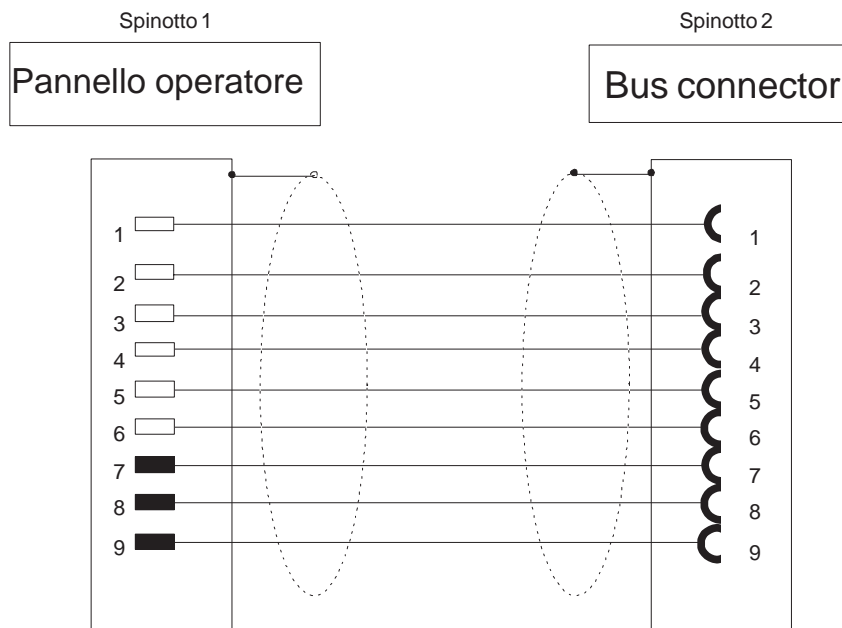 Spinotto 1
Spinotto 2
Pannello operatore
Bus connector
1 1
2 2
3 3
4 4
5 5
6 6
7 7
8 8
9 9